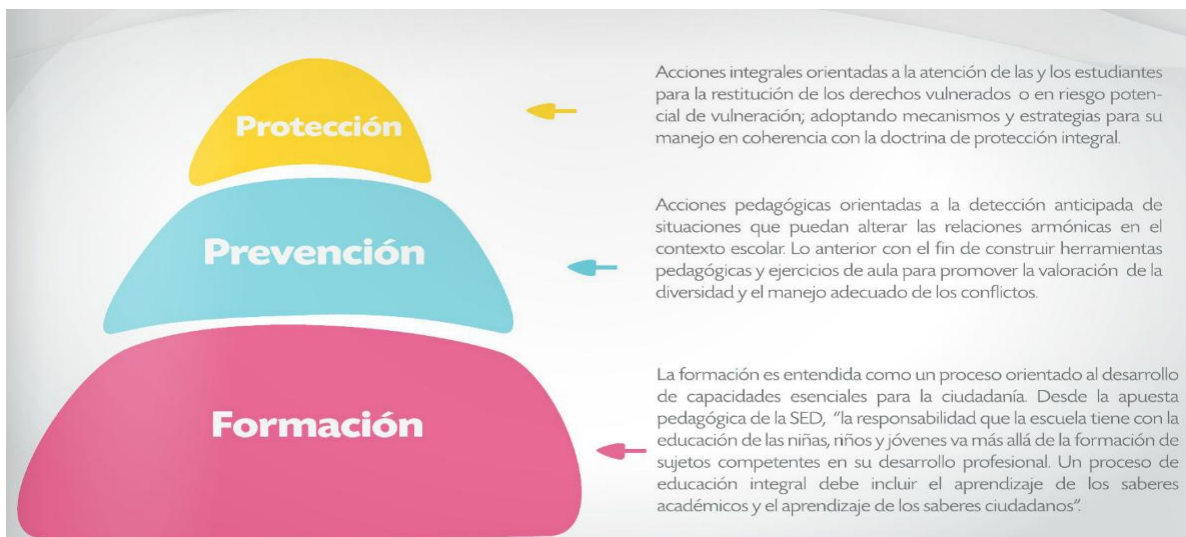 Protección
Acciones integrales orientadas a la atención de las y los estudiantes
para la restitución de los derechos vulnerados o en riesgo poten-
cial de vulneración; adoptando mecanismos y estrategias para su
manejo en coherencia con la doctrina de protección integral.
Prevención
Acciones pedagógicas orientadas a la detección anticipada de
situaciones que puedan alterar las relaciones armónicas en el
contexto escolar. Lo anterior con el fin de construir herramientas
pedagógicas y ejercicios de aula para promover la valoración de la
diversidad y el manejo adecuado de los conflictos.
Formación
La formación es entendida como un proceso orientado al desarrollo
de capacidades esenciales para la ciudadanía. Desde la apuesta
pedagógica de la SED, "la responsabilidad que la escuela tiene con la
educación de las niñas, riños y jóvenes va más allá de la formación de
sujetos competentes en su desarrollo profesional. Un proceso de
educación integral debe incluir el aprendizaje de los saberes
académicos y el aprendizaje de los saberes ciudadanos".